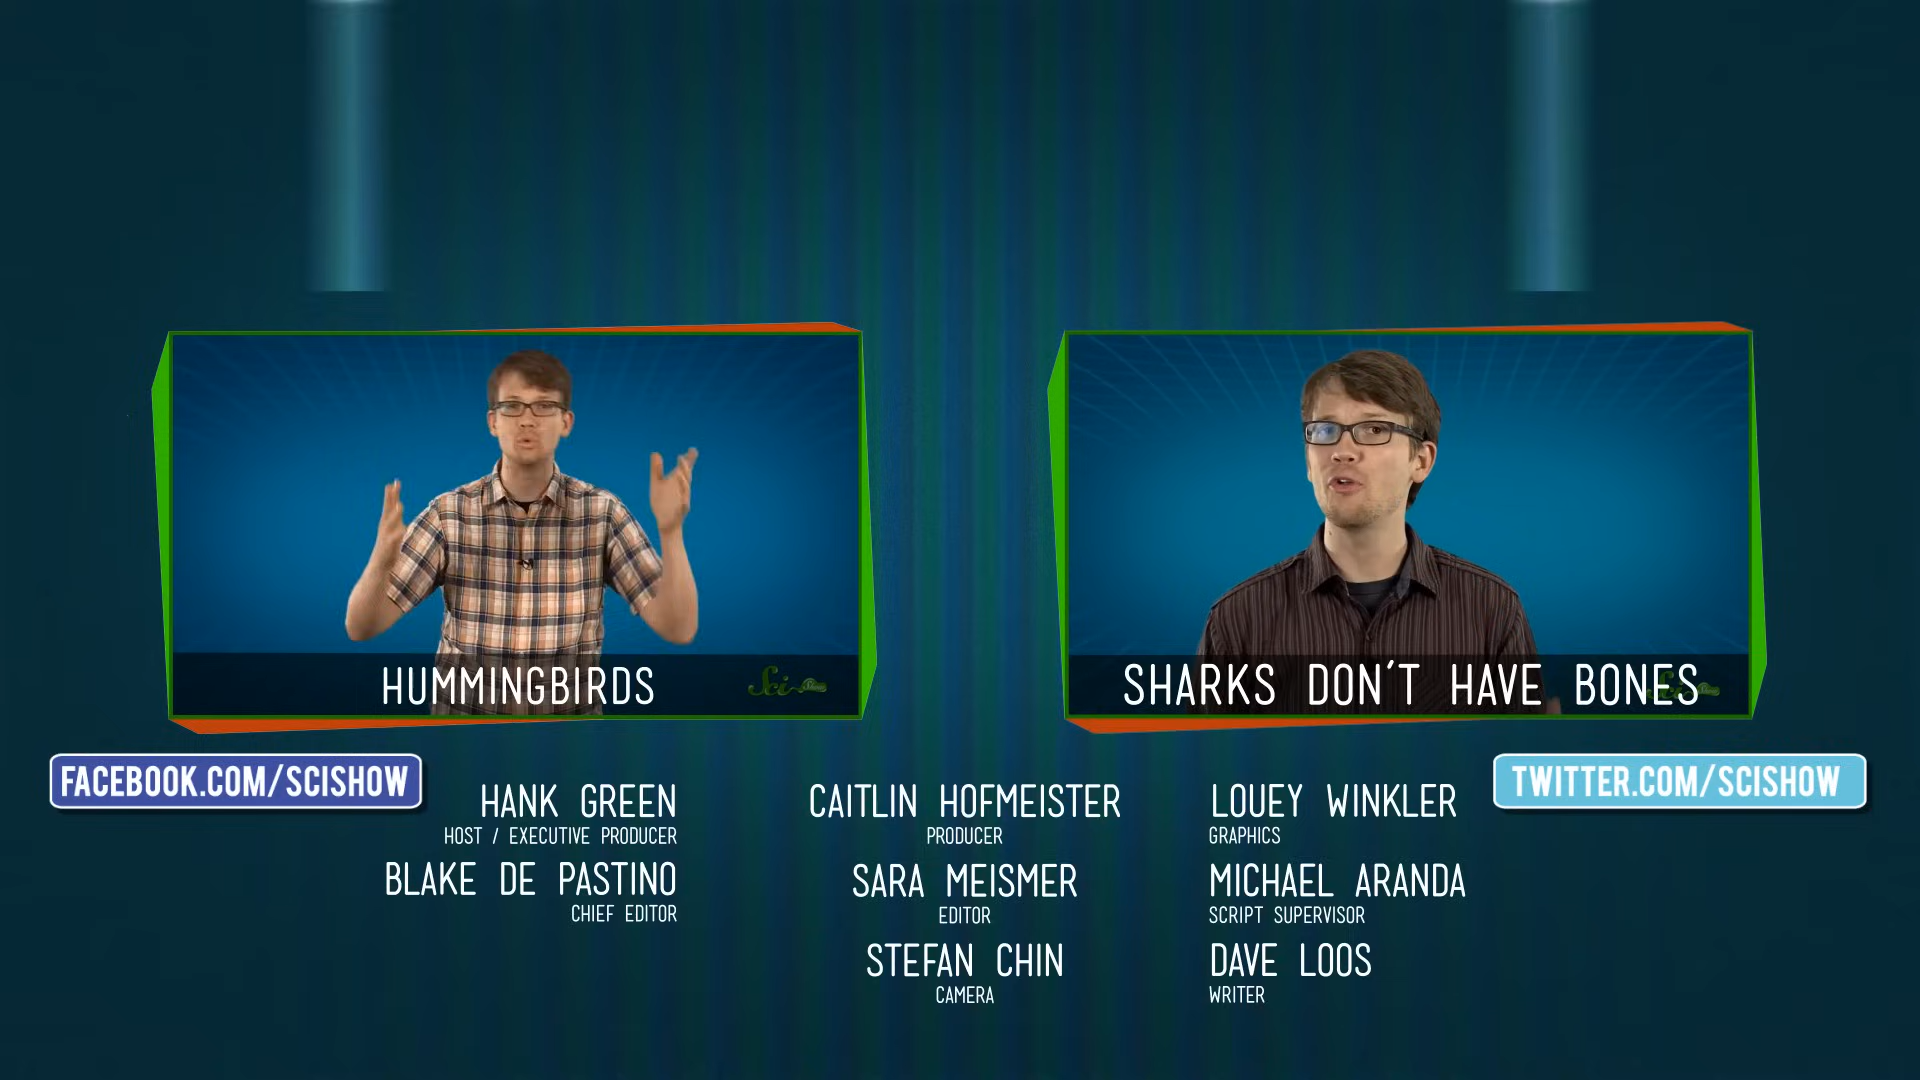 HUMMINGBIRDS
Sci
SHARKS DON'T HAVE BONES
FACEBOOK.COM/SCISHOW
TWITTER.COM/SCISHOW
HANK GREEN
HOST / EXECUTIVE PRODUCER
BLAKE DE PASTINO
CHIEF EDITOR
CAITLIN HOFMEISTER
PRODUCER
SARA MEISMER
EDITOR
STEFAN CHIN
CAMERA
LOUEY WINKLER
GRAPHICS
MICHAEL ARANDA
SCRIPT SUPERVISOR
DAVE LOOS
WRITER